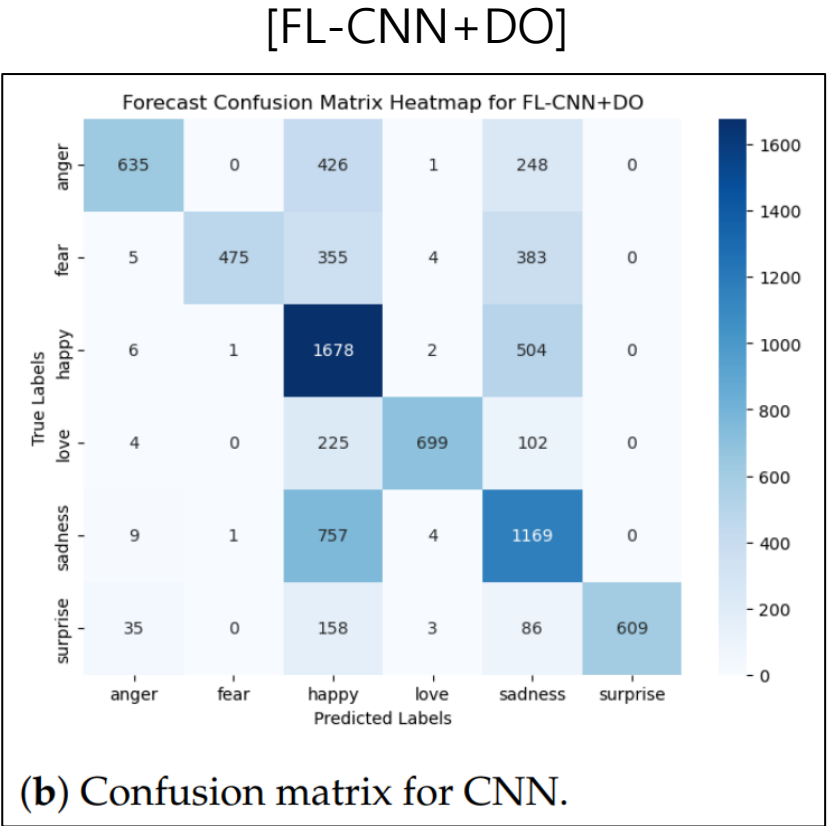 [FL-CNN+DO]
Forecast Confusion Matrix Heatmap for FL-CNN+DO
True Labels
anger 635 0 426 1 248 0
fear 5 475 355 4 383 0
happy 6 1 1678 2 504 0
love 4 0 225 699 102 0
sadness 9 1 757 4 1169 0
surprise 35 0 158 3 86 609
anger fear happy love sadness surprise
Predicted Labels
1600
1400
1200
1000
800
600
400
200
0
(b) Confusion matrix for CNN.